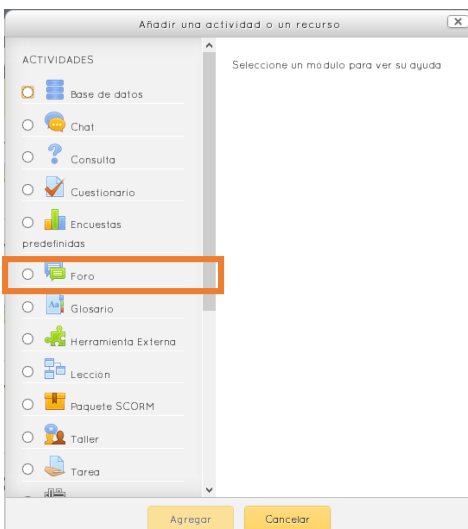 Añadir una actividad o un recurso
ACTIVIDADES
Seleccione un módulo para ver su ayuda
Base de datos
Chat
Consulta
Cuestionario
Encuestas
predefinidas
Foro
Glosario
Herramienta Externa
Lección
Paquete SCORM
Taller
Tarea
Agregar
Cancelar